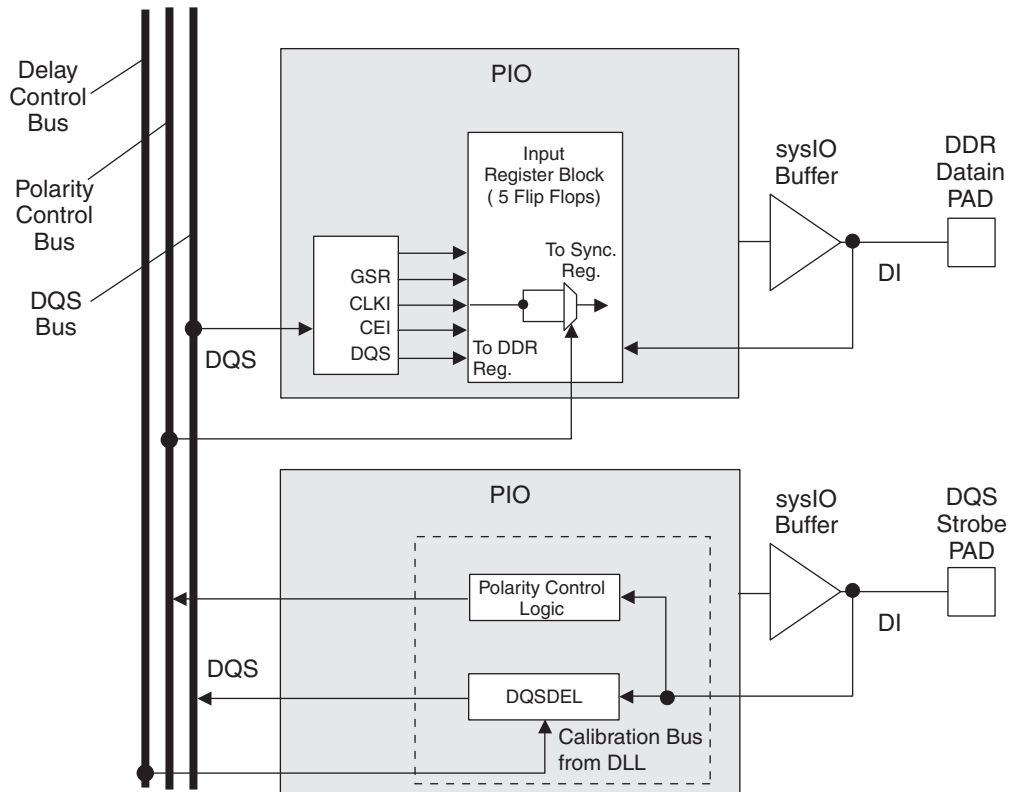 Delay
Control
Bus
Polarity
Control
Bus
DQS
Bus
DQS
PIO
Input
Register Block
( 5 Flip Flops)
To Sync.
Reg.
GSR
CLKI
CEI
DQS
To DDR
Reg.
sysIO
Buffer
DI
DDR
Datain
PAD
PIO
Polarity Control
Logic
DQS
DQSDEL
Calibration Bus
from DLL
sysIO
Buffer
DI
DQS
Strobe
PAD